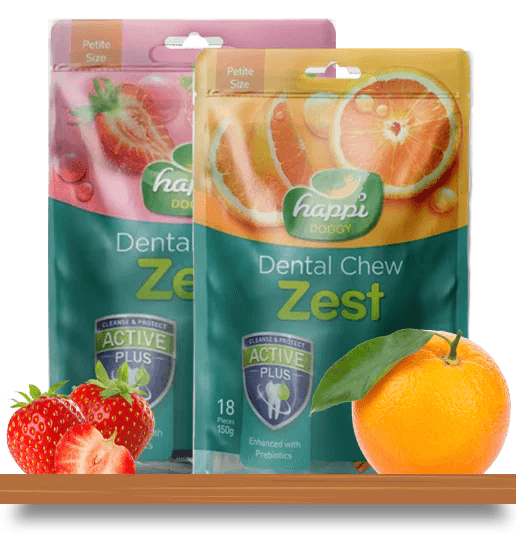 Petite
Size
happi
DOGGY
Dental
Ze
CLEANSE & PROTECT
ACTIVE
PLUS
Petite
Size
happi
DOGGY
Dental Chew
Zest
CLEANSE & PROTECT
ACTIVE
PLUS
18
Pieces
150g
Enhanced with
Prebiotics